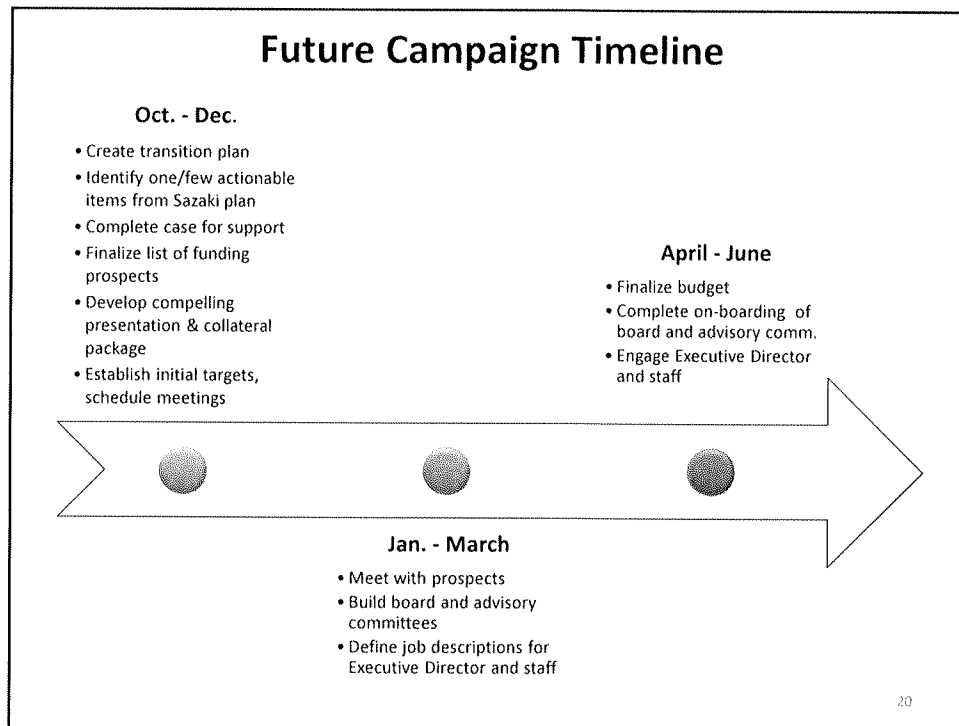 Future Campaign Timeline
Oct. - Dec.
• Create transition plan
• Identify one/few actionable
items from Sazaki plan
• Complete case for support
• Finalize list of funding
prospects
• Develop compelling
presentation & collateral
package
• Establish initial targets,
schedule meetings
Jan. - March
• Meet with prospects
• Build board and advisory
committees
• Define job descriptions for
Executive Director and staff
April - June
• Finalize budget
• Complete on-boarding of
board and advisory comm.
• Engage Executive Director
and staff
20